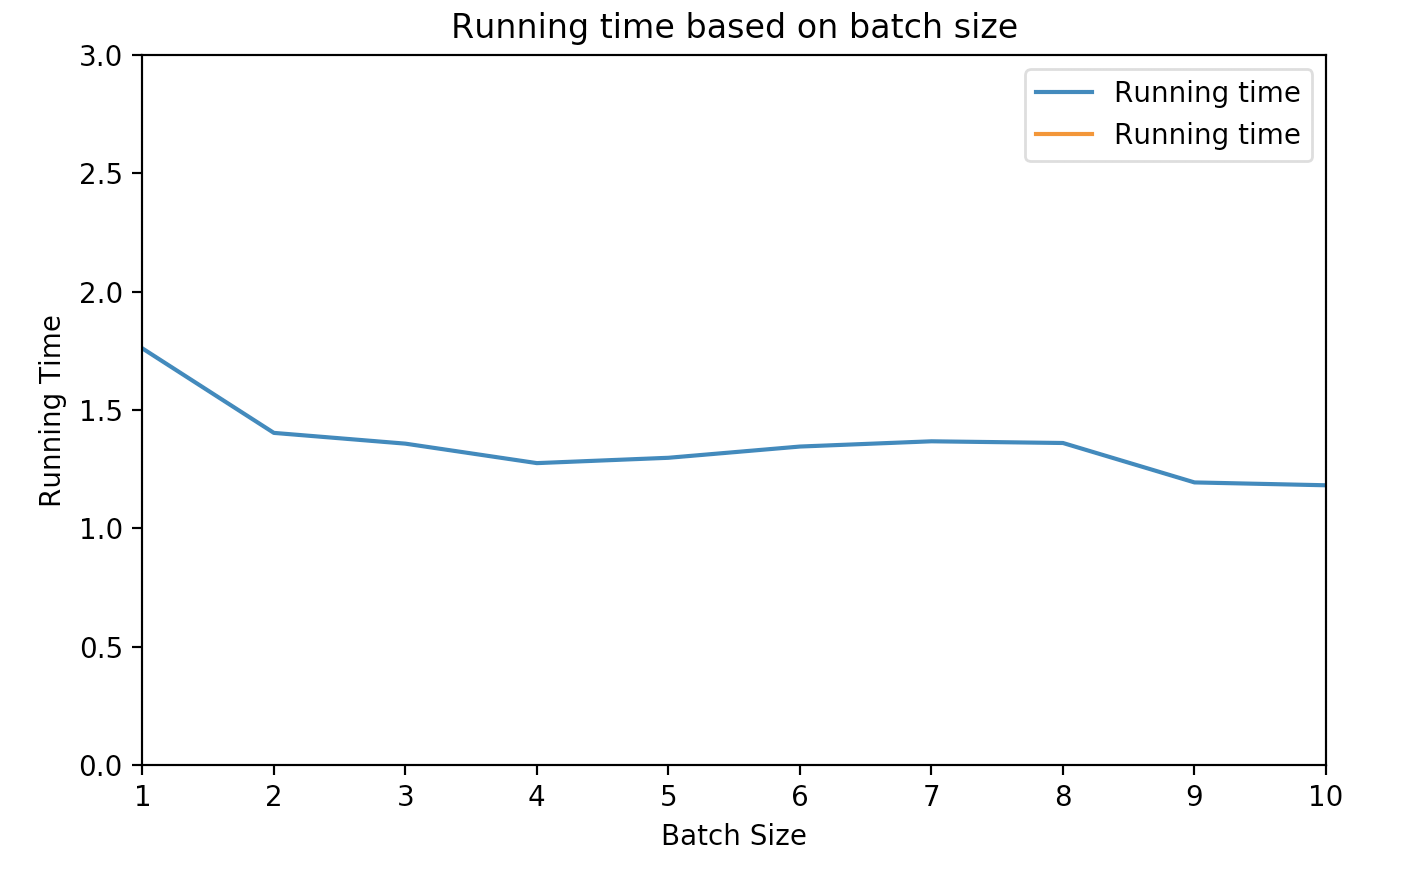 Running time based on batch size
3.0
2.5
2.0
1.5
1.0
0.5
0.0
Running Time
Running time
Running time
1 2 3 4 5 6 7 8 9 10
Batch Size